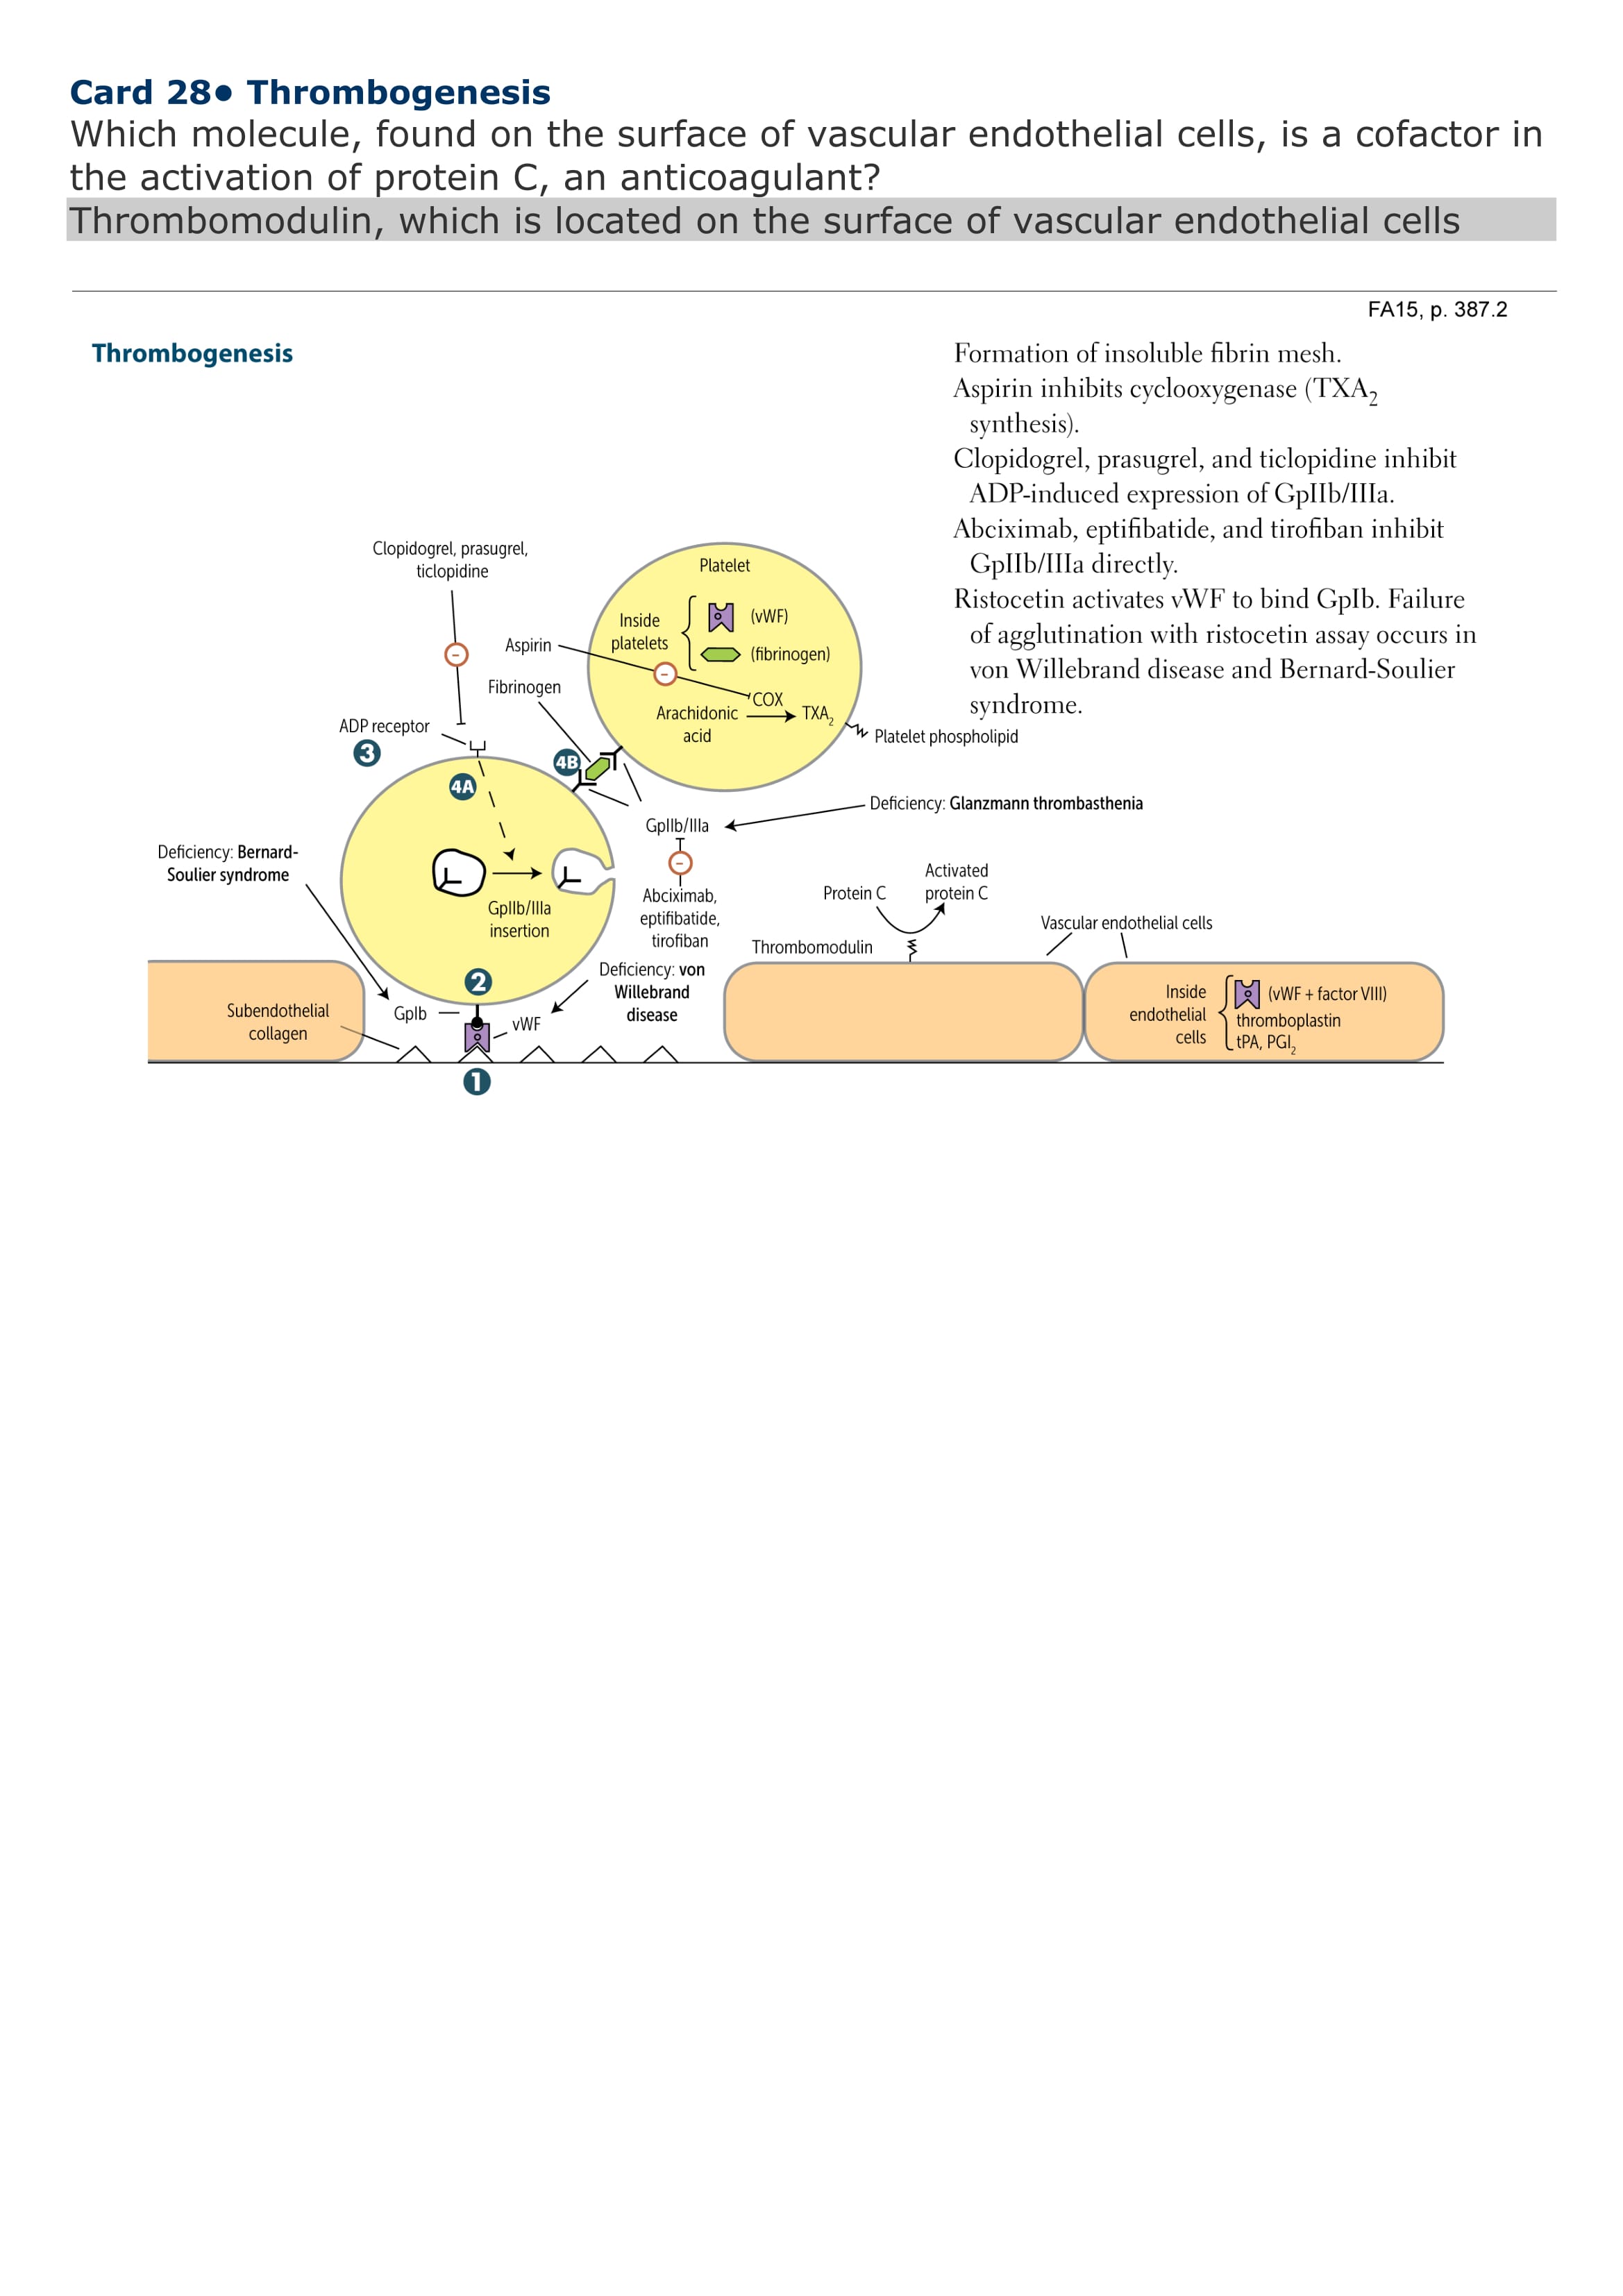 Card 28• Thrombogenesis
Which molecule, found on the surface of vascular endothelial cells, is a cofactor in
the activation of protein C, an anticoagulant?
Thrombomodulin, which is located on the surface of vascular endothelial cells
FA15, p. 387.2
Thrombogenesis
Formation of insoluble fibrin mesh.
Aspirin inhibits cyclooxygenase (TXA2
synthesis).
Clopidogrel, prasugrel, and ticlopidine inhibit
ADP-induced expression of GpIIb/IIIa.
Abciximab, eptifibatide, and tirofiban inhibit
GpIIb/IIIa directly.
Ristocetin activates vWF to bind GpIb. Failure
of agglutination with ristocetin assay occurs in
von Willebrand disease and Bernard-Soulier
syndrome.
Clopidogrel, prasugrel,
ticlopidine
Platelet
Inside
platelets
(vWF)
(fibrinogen)
Aspirin
Fibrinogen
COX
Arachidonic
acid
TXA2
Platelet phospholipid
ADP receptor
3
4A
4B
GpIIb/IIIa
Deficiency: Glanzmann thrombasthenia
Deficiency: Bernard-
Soulier syndrome
GpIIb/IIIa
insertion
Abciximab,
eptifibatide,
tirofiban
Protein C
Activated
protein C
Thrombomodulin
Vascular endothelial cells
2
Deficiency: von
Willebrand
disease
Subendothelial
collagen
GpIb
vWF
Inside
endothelial
cells
(vWF + factor VIII)
thromboplastin
tPA, PGI2
1